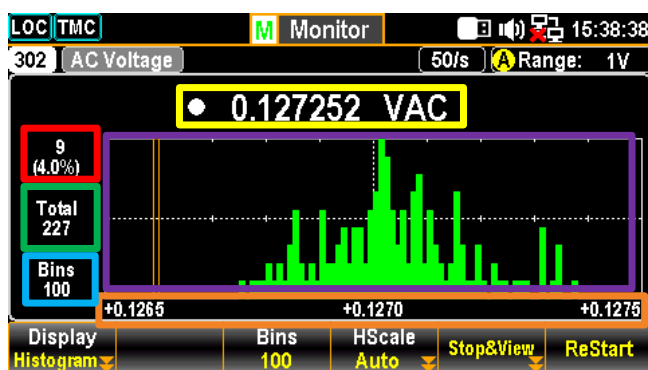 LOC TMC M Monitor 15:38:38
302 AC Voltage 50/s A Range: 1V
0.127252 VAC
9
(4.0%)
Total
227
Bins
100
+0.1265 +0.1270 +0.1275
Display Bins HScale Stop&View ReStart
Histogram 100 Auto